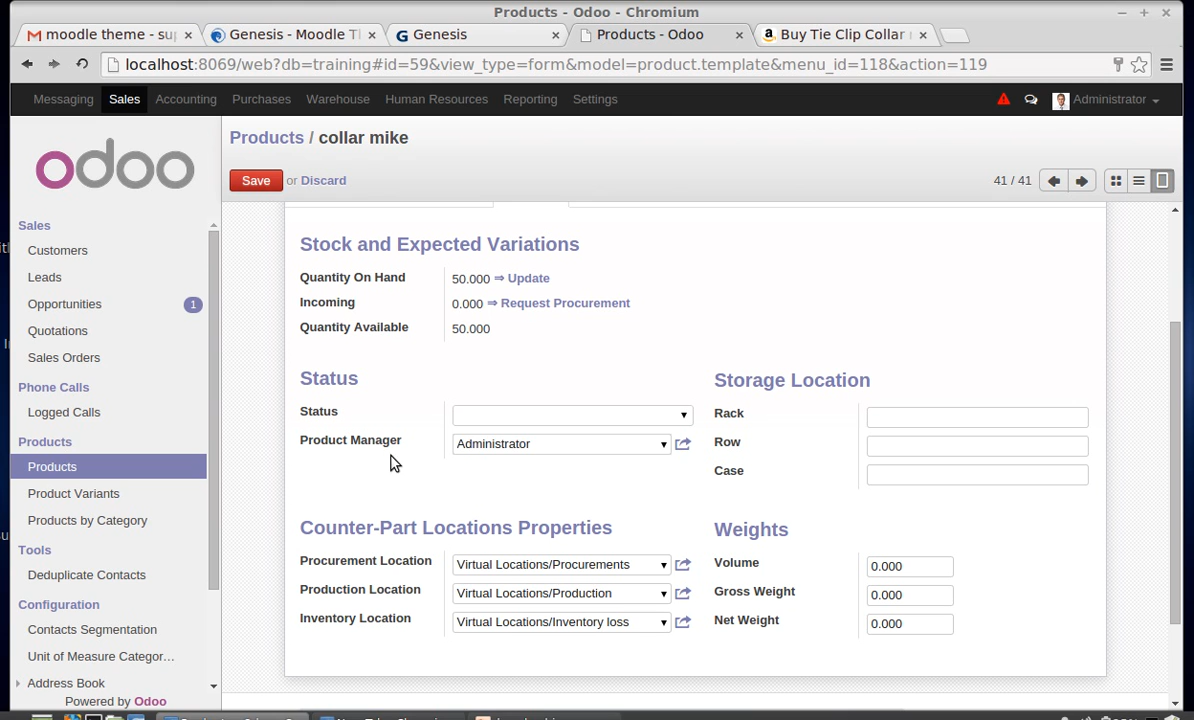 Products - Odoo - Chromium
moodle theme - su
Genesis - Moodle T
Genesis
Products - Odoo
Buy Tie Clip Collar
localhost:8069/web?db=training#id=59&view_type=form&model=product.template&menu_id=118&action=119
Messaging Sales Accounting Purchases Warehouse Human Resources Reporting Settings Administrator
odoo
Products / collar mike
Save or Discard
41 / 41
Sales
Customers
Leads
Opportunities 1
Quotations
Sales Orders
Phone Calls
Logged Calls
Products
Products
Product Variants
Products by Category
Tools
Deduplicate Contacts
Configuration
Contacts Segmentation
Unit of Measure Categor...
Address Book
Powered by Odoo
Stock and Expected Variations
Quantity On Hand 50.000 ⇒ Update
Incoming 0.000 ⇒ Request Procurement
Quantity Available 50.000
Status
Status
Product Manager Administrator
Storage Location
Rack
Row
Case
Counter-Part Locations Properties
Procurement Location Virtual Locations/Procurements
Production Location Virtual Locations/Production
Inventory Location Virtual Locations/Inventory loss
Weights
Volume 0.000
Gross Weight 0.000
Net Weight 0.000